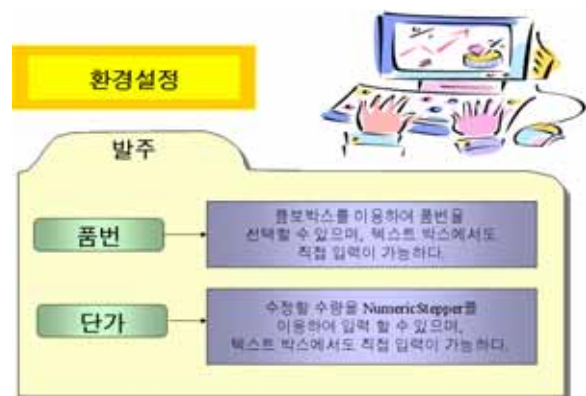 환경설정
발주
품번
콤보박스를 이용하여 품번을
선택할 수 있으며, 텍스트 박스에서도
직접 입력이 가능하다.
단가
수정할 수량을 NumericStepper를
이용하여 입력 할 수 있으며,
텍스트 박스에서도 직접 입력이 가능하다.